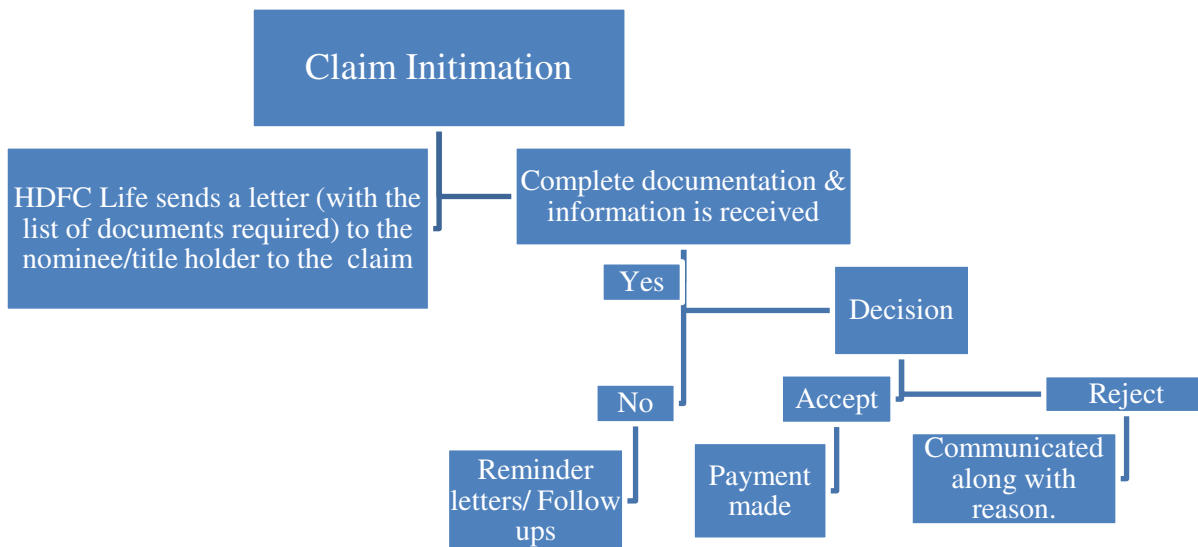 Claim Initimation
HDFC Life sends a letter (with the
list of documents required) to the
nominee/title holder to the claim
Complete documentation &
information is received
Yes
Decision
No
Accept
Reject
Reminder
letters/ Follow
ups
Payment
made
Communicated
along with
reason.